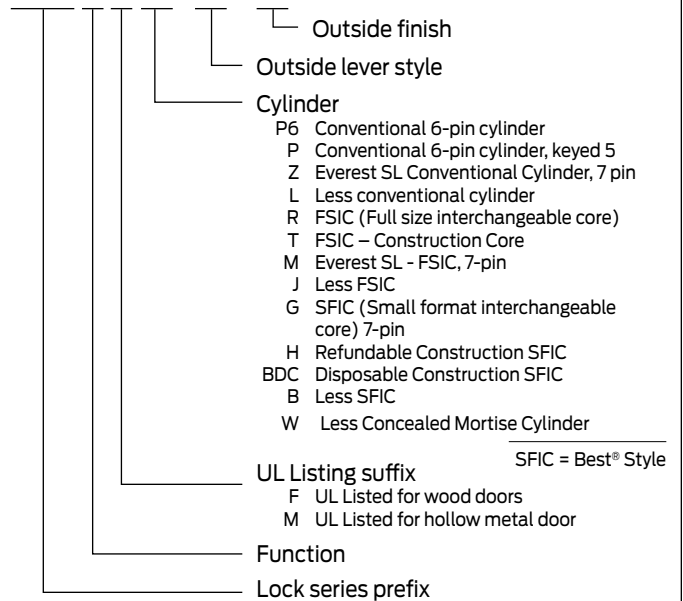 Outside finish
Outside lever style
Cylinder
P6 Conventional 6-pin cylinder
P Conventional 6-pin cylinder, keyed 5
Z Everest SL Conventional Cylinder, 7 pin
L Less conventional cylinder
R FSIC (Full size interchangeable core)
T FSIC – Construction Core
M Everest SL - FSIC, 7-pin
J Less FSIC
G SFIC (Small format interchangeable
core) 7-pin
H Refundable Construction SFIC
BDC Disposable Construction SFIC
B Less SFIC
W Less Concealed Mortise Cylinder
SFIC = Best® Style
UL Listing suffix
F UL Listed for wood doors
M UL Listed for hollow metal door
Function
Lock series prefix